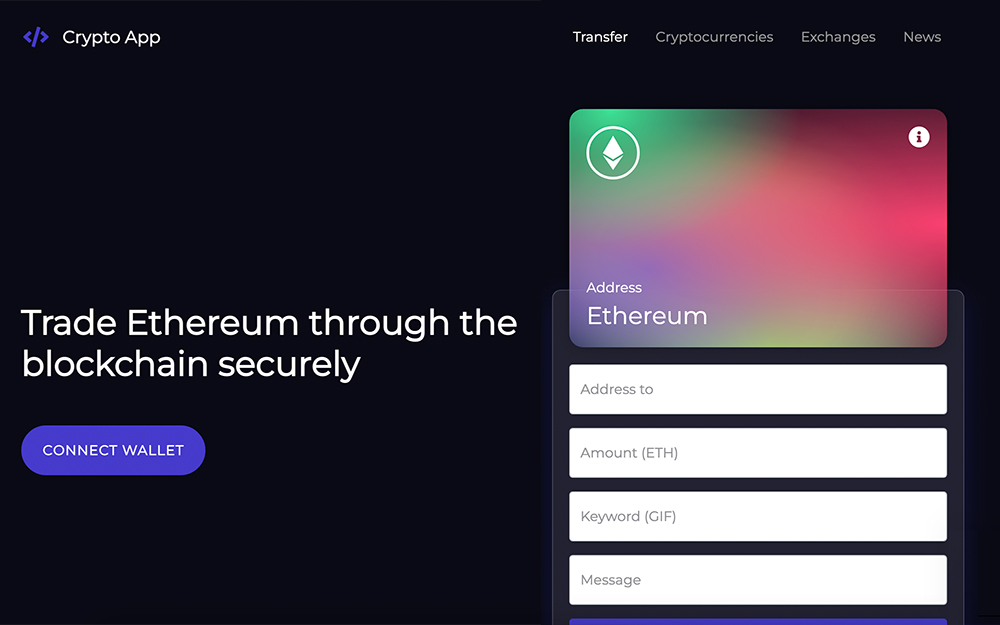 Crypto App
Transfer
Cryptocurrencies
Exchanges
News
Address
Ethereum
Trade Ethereum through the
blockchain securely
CONNECT WALLET
Address to
Amount (ETH)
Keyword (GIF)
Message